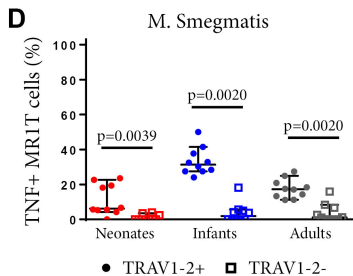 D
M. Smegmatis
TNF+ MR1T cells (%)
100
80
60
40
20
0
p=0.0039
p=0.0020
p=0.0020
Neonates Infants Adults
TRAV1-2+ TRAV1-2-